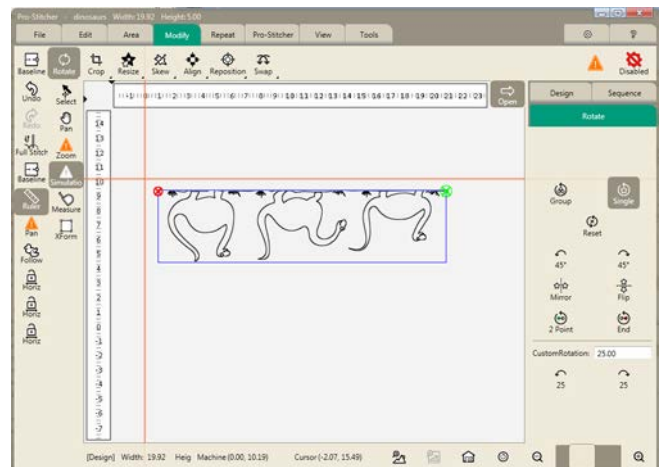 Pro-Stitcher - dinosaurs Width: 19.92 Height: 5.00
File Edit Area Modify Repeat Pro-Stitcher View Tools
Baseline Rotate Crop Resize Skew Align Reposition Swap Disabled
Undo Select
Redo Pan
Full Stitch Zoom
Baseline Simulatio
Ruler Measure
Pan XForm
Follow
Horiz
Horiz
Horiz
Open
Design Sequence
Rotate
Group Single
Reset
45° 45°
Mirror Flip
2 Point End
CustomRotation: 25.00
25 25
[Design] Width: 19.92 Heig Machine (0.00, 10.19) Cursor (-2.07, 15.49)